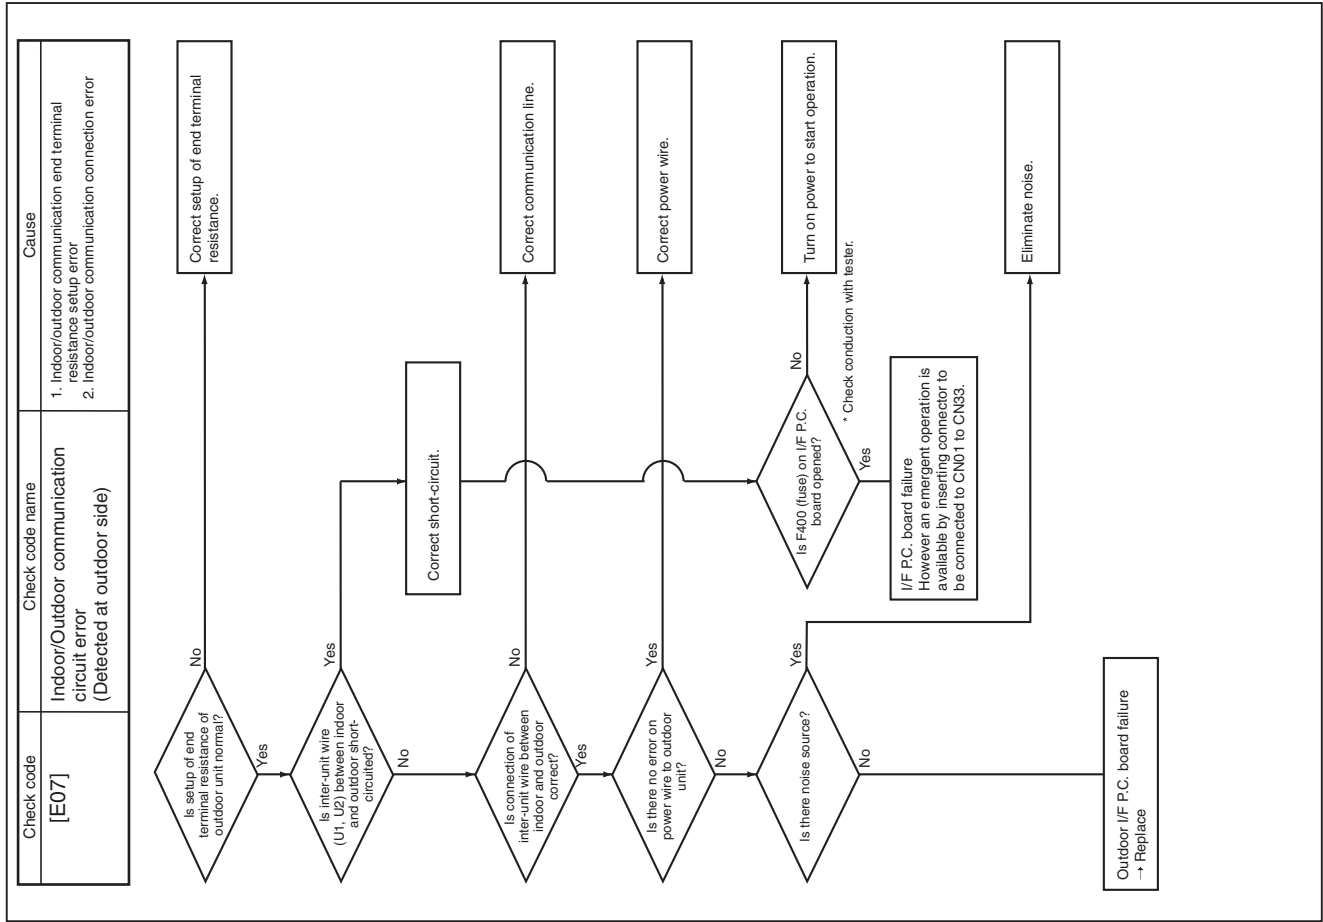 Check code
Check code name
Cause
[E07]
Indoor/Outdoor communication
circuit error
(Detected at outdoor side)
1. Indoor/outdoor communication end terminal
resistance setup error
2. Indoor/outdoor communication connection error
Is setup of end
terminal resistance of
outdoor unit normal?
No
Correct setup of end terminal
resistance.
Yes
Is inter-unit wire
(U1, U2) between indoor
and outdoor short-
circuited?
Yes
No
Correct short-circuit.
Is connection of
inter-unit wire between
indoor and outdoor
correct?
No
Correct communication line.
Yes
Is there no error on
power wire to outdoor
unit?
Yes
Correct power wire.
No
Is there noise source?
Yes
No
Is F400 (fuse) on I/F P.C.
board opened?
No
Turn on power to start operation.
* Check conduction with tester.
Yes
I/F P.C. board failure
However an emergent operation is
available by inserting connector to
be connected to CN01 to CN33.
Eliminate noise.
Outdoor I/F P.C. board failure
→ Replace